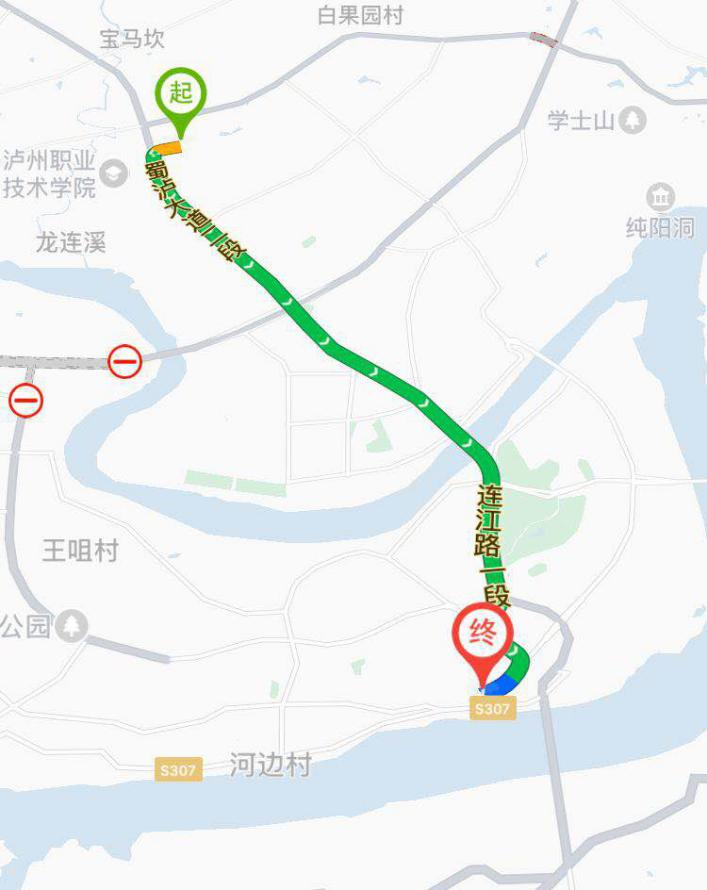 白果园村
宝马坎
起
学士山
泸州职业
技术学院
蜀泸大道二段
纯阳洞
龙连溪
连江路一段
王咀村
公园
终
S307
S307
河边村